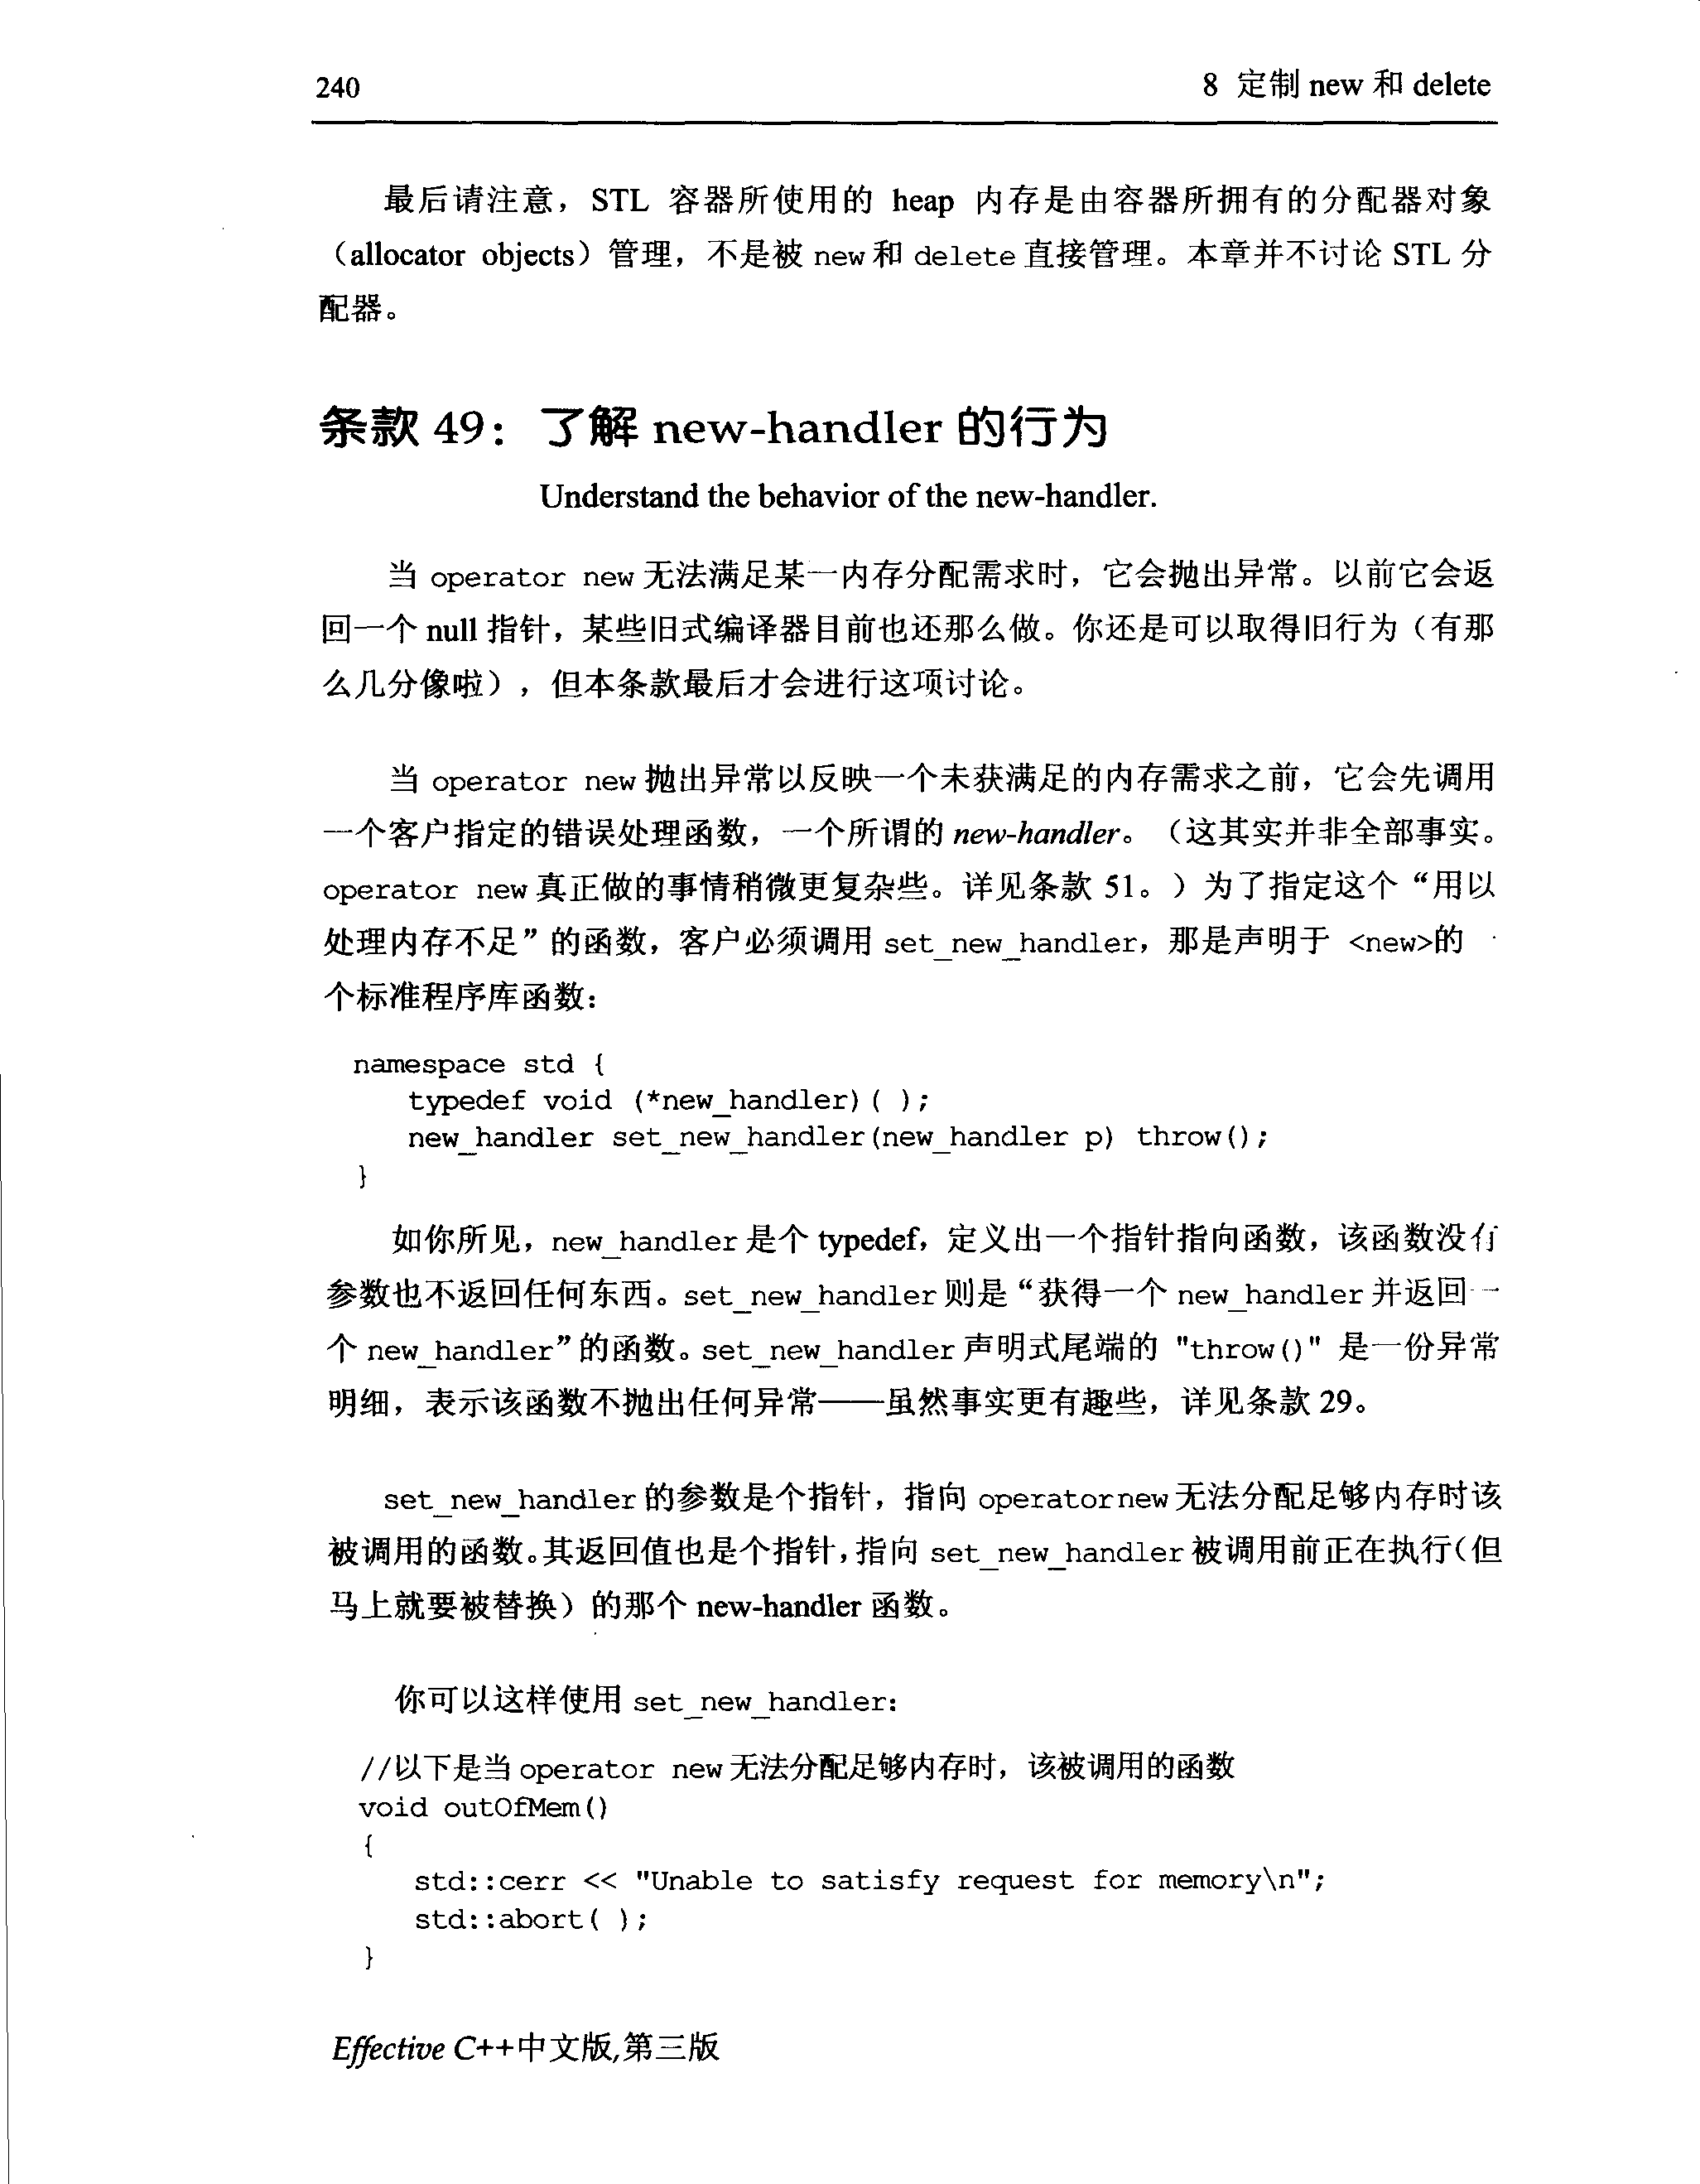 240
8 定制 new 和 delete
最后请注意，STL 容器所使用的 heap 内存是由容器所拥有的分配器对象
（allocator objects）管理，不是被 new 和 delete 直接管理。本章并不讨论 STL 分
配器。
条款 49：了解 new-handler 的行为
Understand the behavior of the new-handler.
当 operator new 无法满足某一内存分配需求时，它会抛出异常。以前它会返
回一个 null 指针，某些旧式编译器目前也还那么做。你还是可以取得旧行为（有那
么几分像啦），但本条款最后才会进行这项讨论。
当 operator new 抛出异常以反映一个未获满足的内存需求之前，它会先调用
一个客户指定的错误处理函数，一个所谓的 new-handler。（这其实并非全部事实。
operator new 真正做的事情稍微更复杂些。详见条款 51。）为了指定这个“用以
处理内存不足”的函数，客户必须调用 set_new_handler，那是声明于 <new>的
个标准程序库函数：
namespace std {
    typedef void (*new_handler)( );
    new_handler set_new_handler(new_handler p) throw();
}
如你所见，new_handler 是个 typedef，定义出一个指针指向函数，该函数没有
参数也不返回任何东西。set_new_handler 则是“获得一个 new_handler 并返回一
个 new_handler”的函数。set_new_handler 声明式尾端的 "throw()" 是一份异常
明细，表示该函数不抛出任何异常——虽然事实更有趣些，详见条款 29。
set_new_handler 的参数是个指针，指向 operatornew 无法分配足够内存时该
被调用的函数。其返回值也是个指针，指向 set_new_handler 被调用前正在执行（但
马上就要被替换）的那个 new-handler 函数。
你可以这样使用 set_new_handler：
//以下是当 operator new 无法分配足够内存时，该被调用的函数
void outOfMem()
{
    std::cerr << "Unable to satisfy request for memory\n";
    std::abort( );
}
Effective C++中文版,第三版